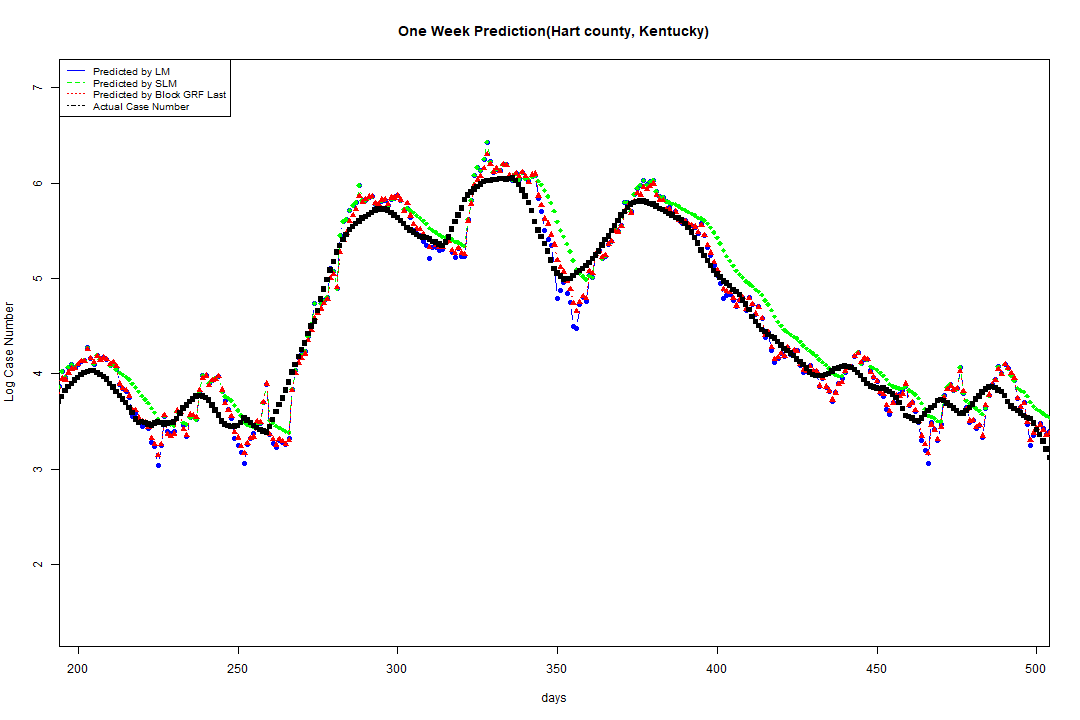 One Week Prediction(Hart county, Kentucky)
Predicted by LM
Predicted by SLM
Predicted by Block GRF Last
Actual Case Number
7
6
5
4
3
2
Log Case Number
200 250 300 350 400 450 500
days